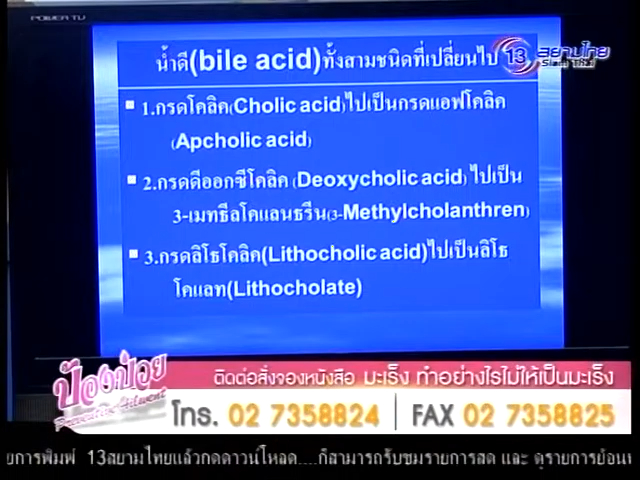 POWER TV
13 สยามไทย
Siam Thai
น้ำดี(bile acid)ทั้งสามชนิดที่เปลี่ยนไป
1.กรดโคลิค(Cholic acid)ไปเป็นกรดแอฟโคลิค
(Apcholic acid)
2.กรดดีออกซีโคลิค (Deoxycholic acid) ไปเป็น
3-เมทธีลโคแลนธรีน(3-Methylcholanthren)
3.กรดลิโธโคลิค(Lithocholic acid)ไปเป็นลิโธ
โคแลท(Lithocholate)
ป้องป่วย
ติดต่อสั่งจองหนังสือ มะเร็ง ทำอย่างไรไม่ให้เป็นมะเร็ง
โทร. 02 7358824 | FAX 02 7358825
ยการพิมพ์ 13สยามไทยแล้วกดดาวน์โหลด....ก็สามารถรับชมรายการสด และ ดูรายการย้อนห